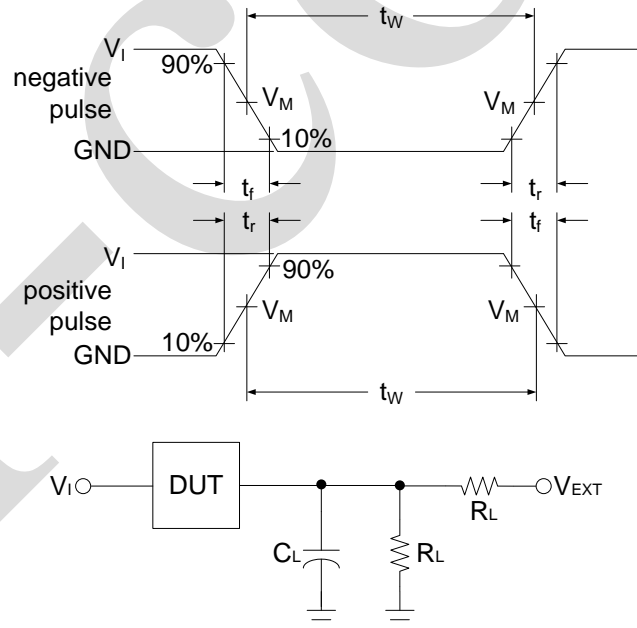 tW
VI
90%
negative
pulse
VM
VM
10%
GND
tf
tr
tr
tf
VI
90%
positive
pulse
VM
VM
10%
GND
tW
VI
DUT
VEXT
RL
CL
RL